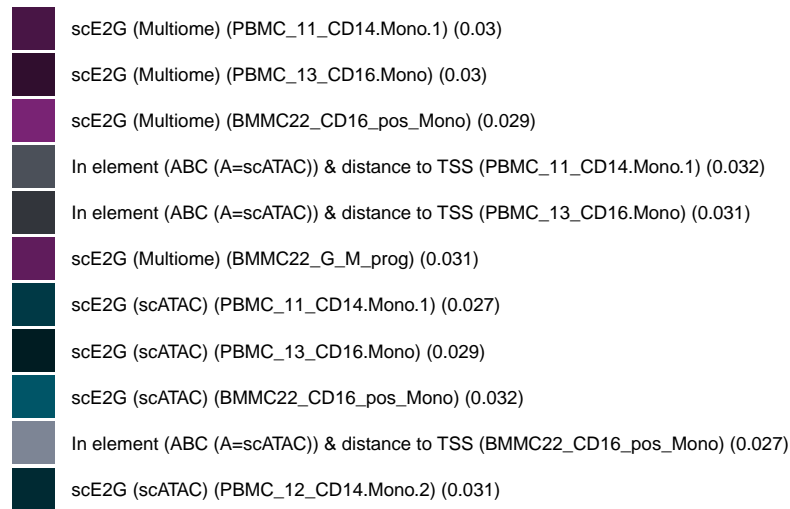 scE2G (Multiome) (PBMC_11_CD14.Mono.1) (0.03)
scE2G (Multiome) (PBMC_13_CD16.Mono) (0.03)
scE2G (Multiome) (BMMC22_CD16_pos_Mono) (0.029)
In element (ABC (A=scATAC)) & distance to TSS (PBMC_11_CD14.Mono.1) (0.032)
In element (ABC (A=scATAC)) & distance to TSS (PBMC_13_CD16.Mono) (0.031)
scE2G (Multiome) (BMMC22_G_M_prog) (0.031)
scE2G (scATAC) (PBMC_11_CD14.Mono.1) (0.027)
scE2G (scATAC) (PBMC_13_CD16.Mono) (0.029)
scE2G (scATAC) (BMMC22_CD16_pos_Mono) (0.032)
In element (ABC (A=scATAC)) & distance to TSS (BMMC22_CD16_pos_Mono) (0.027)
scE2G (scATAC) (PBMC_12_CD14.Mono.2) (0.031)